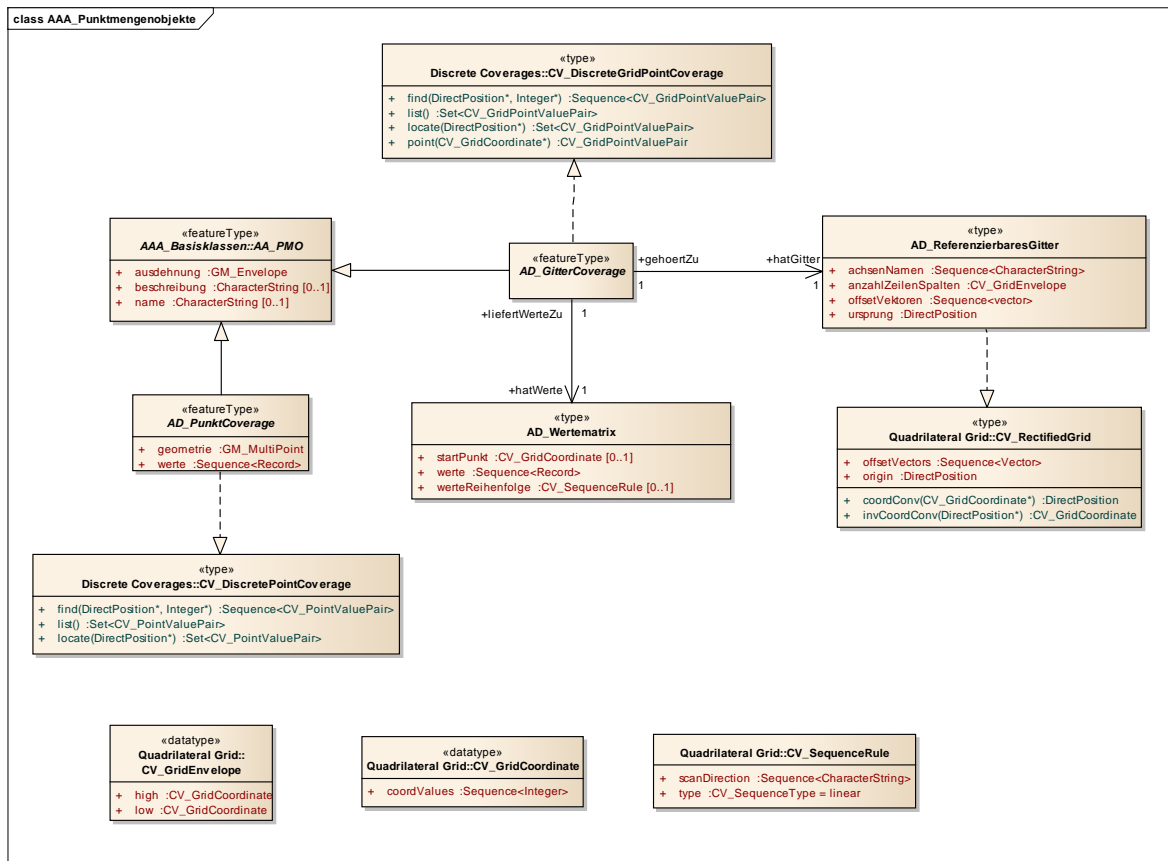 class AAA_Punktmengenobjekte
«type»
Discrete Coverages::CV_DiscreteGridPointCoverage
+ find(DirectPosition*, Integer*) :Sequence<CV_GridPointValuePair>
+ list() :Set<CV_GridPointValuePair>
+ locate(DirectPosition*) :Set<CV_GridPointValuePair>
+ point(CV_GridCoordinate*) :CV_GridPointValuePair
«featureType»
AAA_Basisklassen::AA_PMO
+ ausdehnung :GM_Envelope
+ beschreibung :CharacterString [0..1]
+ name :CharacterString [0..1]
«featureType»
AD_GitterCoverage
+gehoertZu
1
+hatGitter
1
«type»
AD_ReferenzierbaresGitter
+ achsenNamen :Sequence<CharacterString>
+ anzahlZeilenSpalten :CV_GridEnvelope
+ offsetVektoren :Sequence<vector>
+ ursprung :DirectPosition
+liefertWerteZu
1
+hatWerte
1
«featureType»
AD_PunktCoverage
+ geometrie :GM_MultiPoint
+ werte :Sequence<Record>
«type»
AD_Wertematrix
+ startPunkt :CV_GridCoordinate [0..1]
+ werte :Sequence<Record>
+ werteReihenfolge :CV_SequenceRule [0..1]
«type»
Quadrilateral Grid::CV_RectifiedGrid
+ offsetVectors :Sequence<Vector>
+ origin :DirectPosition
+ coordConv(CV_GridCoordinate*) :DirectPosition
+ invCoordConv(DirectPosition*) :CV_GridCoordinate
«type»
Discrete Coverages::CV_DiscretePointCoverage
+ find(DirectPosition*, Integer*) :Sequence<CV_PointValuePair>
+ list() :Set<CV_PointValuePair>
+ locate(DirectPosition*) :Set<CV_PointValuePair>
«datatype»
Quadrilateral Grid::
CV_GridEnvelope
+ high :CV_GridCoordinate
+ low :CV_GridCoordinate
«datatype»
Quadrilateral Grid::CV_GridCoordinate
+ coordValues :Sequence<Integer>
Quadrilateral Grid::CV_SequenceRule
+ scanDirection :Sequence<CharacterString>
+ type :CV_SequenceType = linear